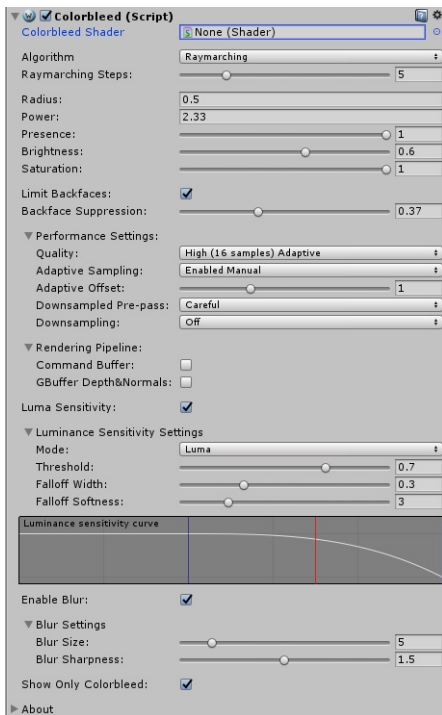 Colorbleed (Script)
Colorbleed Shader None (Shader)
Algorithm Raymarching
Raymarching Steps: 5
Radius: 0.5
Power: 2.33
Presence: 1
Brightness: 0.6
Saturation: 1
Limit Backfaces:
Backface Suppression: 0.37
Performance Settings:
Quality: High (16 samples) Adaptive
Adaptive Sampling: Enabled Manual
Adaptive Offset: 1
Downsampled Pre-pass: Careful
Downsampling: Off
Rendering Pipeline:
Command Buffer:
GBuffer Depth&Normals:
Luma Sensitivity:
Luminance Sensitivity Settings
Mode: Luma
Threshold: 0.7
Falloff Width: 0.3
Falloff Softness: 3
Luminance sensitivity curve
Enable Blur:
Blur Settings
Blur Size: 5
Blur Sharpness: 1.5
Show Only Colorbleed:
About